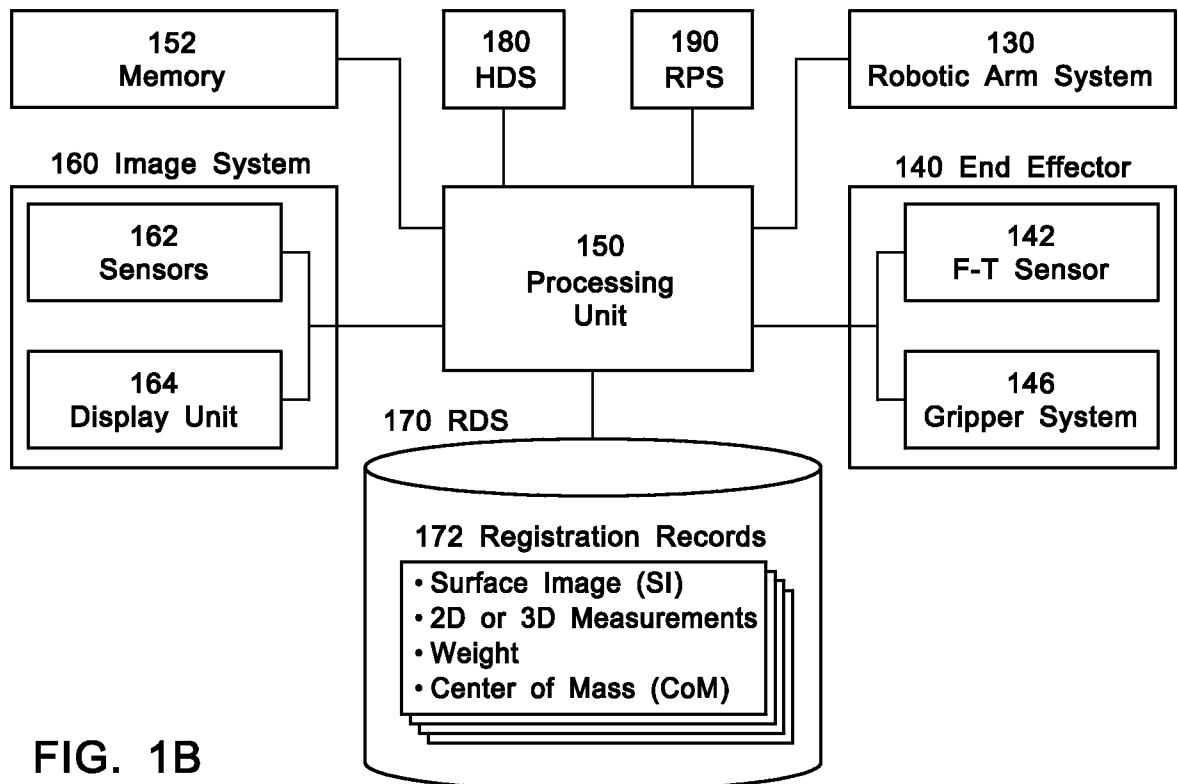 152
Memory
180
HDS
190
RPS
130
Robotic Arm System
160 Image System
162
Sensors
164
Display Unit
150
Processing
Unit
140 End Effector
142
F-T Sensor
146
Gripper System
170 RDS
172 Registration Records
• Surface Image (SI)
• 2D or 3D Measurements
• Weight
• Center of Mass (CoM)
FIG. 1B